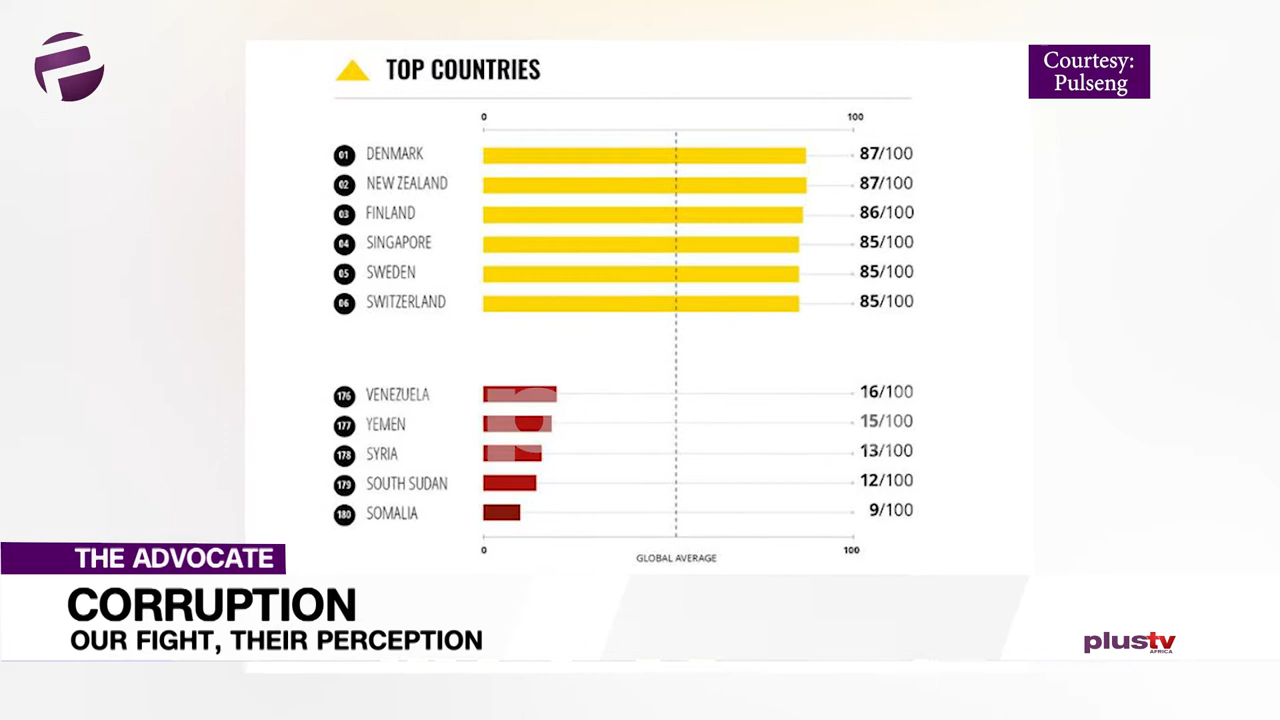 TOP COUNTRIES
Courtesy:
Pulseng
0 100
01 DENMARK 87/100
02 NEW ZEALAND 87/100
03 FINLAND 86/100
04 SINGAPORE 85/100
05 SWEDEN 85/100
06 SWITZERLAND 85/100
176 VENEZUELA 16/100
177 YEMEN 15/100
178 SYRIA 13/100
179 SOUTH SUDAN 12/100
180 SOMALIA 9/100
0 100
GLOBAL AVERAGE
THE ADVOCATE
CORRUPTION
OUR FIGHT, THEIR PERCEPTION
plustv
AFRICA